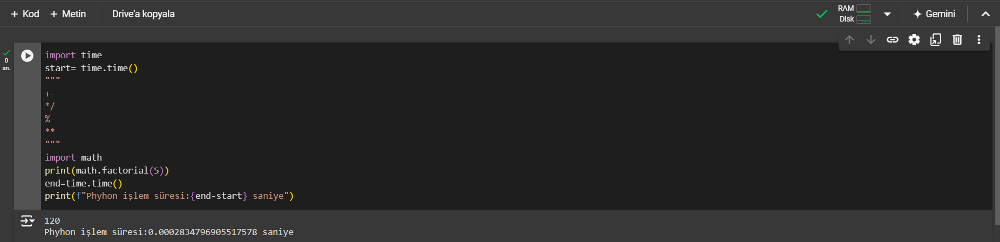 + Kod + Metin Drive'a kopyala RAM Disk Gemini
0 sn.
import time
start= time.time()
"""
+-
*/
%
**
"""
import math
print(math.factorial(5))
end=time.time()
print(f"Phyhon işlem süresi:{end-start} saniye")
120
Phyhon işlem süresi:0.0002834796905517578 saniye